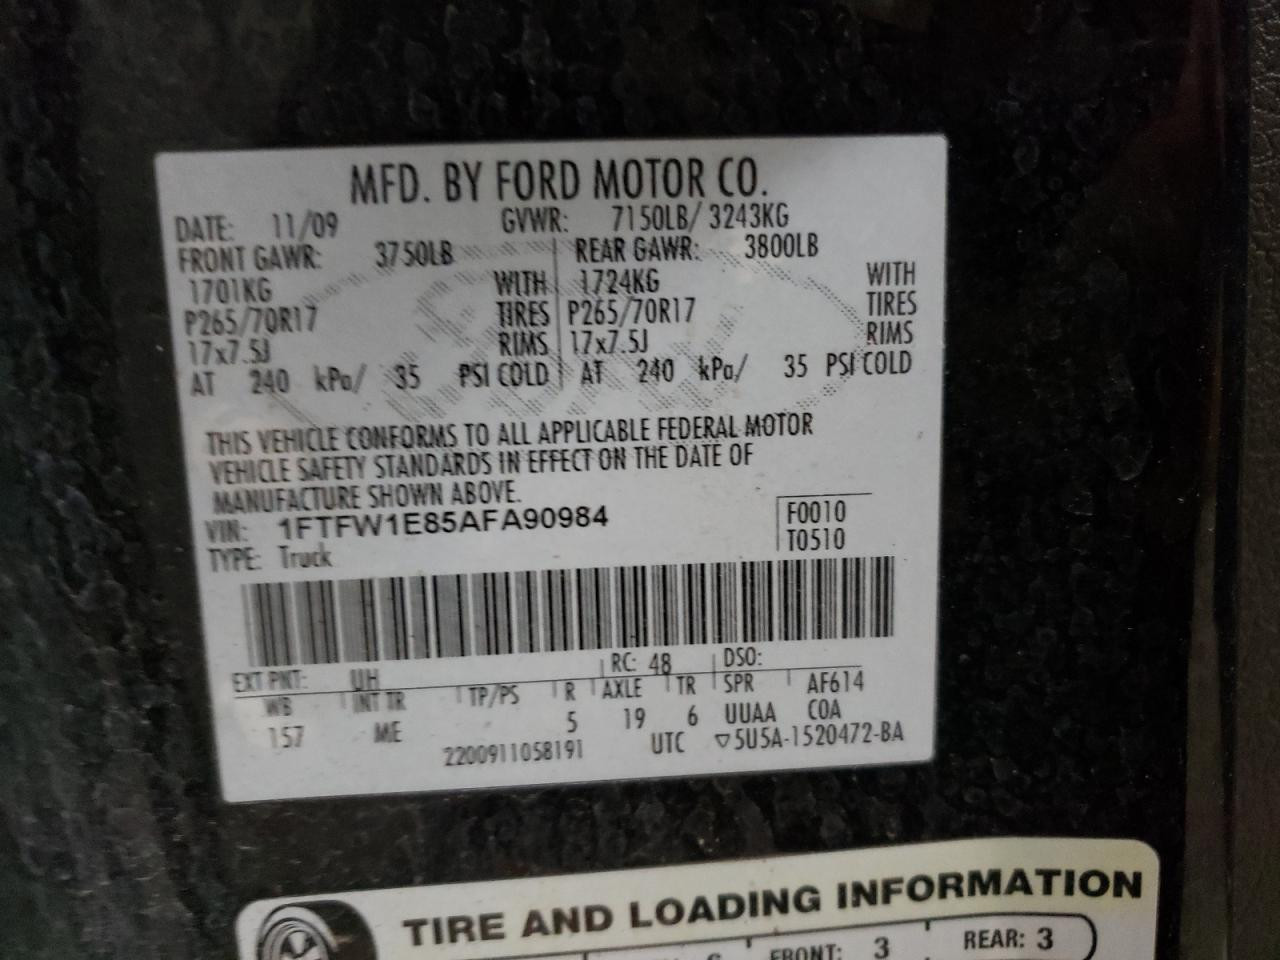 MFD. BY FORD MOTOR CO.
DATE: 11/09 GVWR: 7150LB/ 3243KG
FRONT GAWR: 3750LB REAR GAWR: 3800LB
1701KG WITH 1724KG WITH
P265/70R17 TIRES P265/70R17 TIRES
17x7.5J RIMS 17x7.5J RIMS
AT 240 kPa/ 35 PSI COLD AT 240 kPa/ 35 PSI COLD
THIS VEHICLE CONFORMS TO ALL APPLICABLE FEDERAL MOTOR
VEHICLE SAFETY STANDARDS IN EFFECT ON THE DATE OF
MANUFACTURE SHOWN ABOVE.
VIN: 1FTFW1E85AFA90984 F0010
TYPE: Truck T0510
EXT PNT: UH RC: 48 DSO:
WB INT TR TP/PS R AXLE TR SPR AF614
157 ME 5 19 6 UUAA COA
2200911058191 UTC ▽5U5A-1520472-BA
TIRE AND LOADING INFORMATION
FRONT: 3 REAR: 3